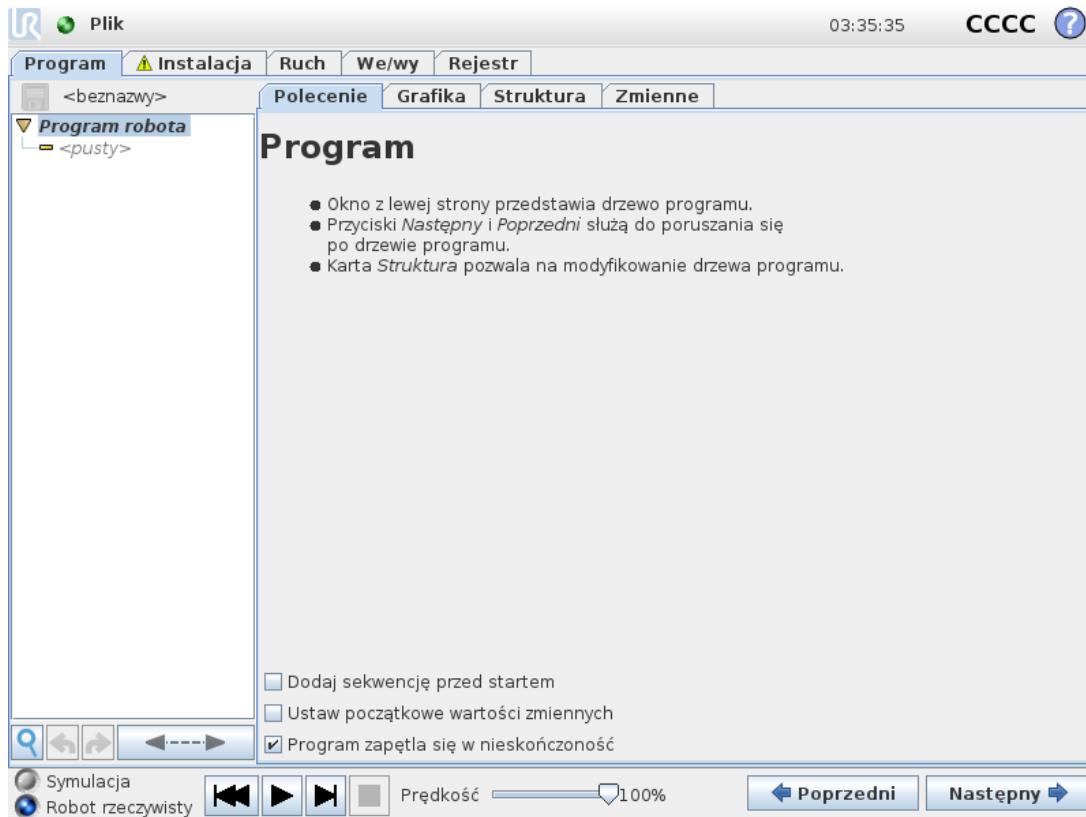 UR Plik 03:35:35 CCCC ?
Program Instalacja Ruch We/wy Rejestr
<beznazwy> Polecenie Grafika Struktura Zmienne
Program robota
<pusty>
Program
Okno z lewej strony przedstawia drzewo programu.
Przyciski Następny i Poprzedni służą do poruszania się
po drzewie programu.
Karta Struktura pozwala na modyfikowanie drzewa programu.
Dodaj sekwencję przed startem
Ustaw początkowe wartości zmiennych
Program zapętla się w nieskończoność
Symulacja
Robot rzeczywisty
Prędkość 100% Poprzedni Następny